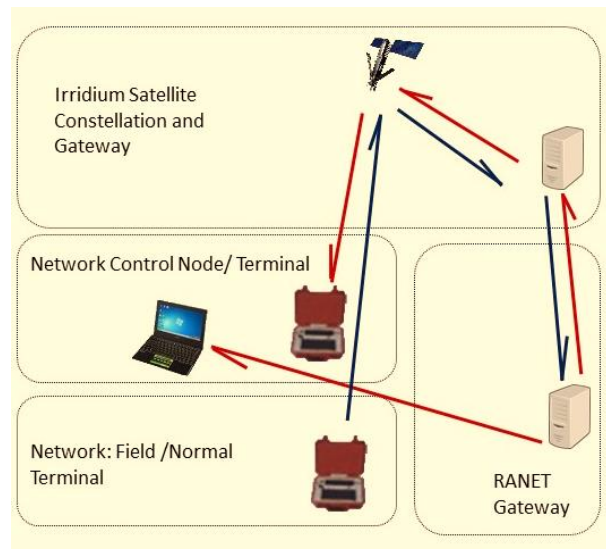 Irridium Satellite
Constellation and
Gateway
Network Control Node/ Terminal
Network: Field /Normal
Terminal
RANET
Gateway